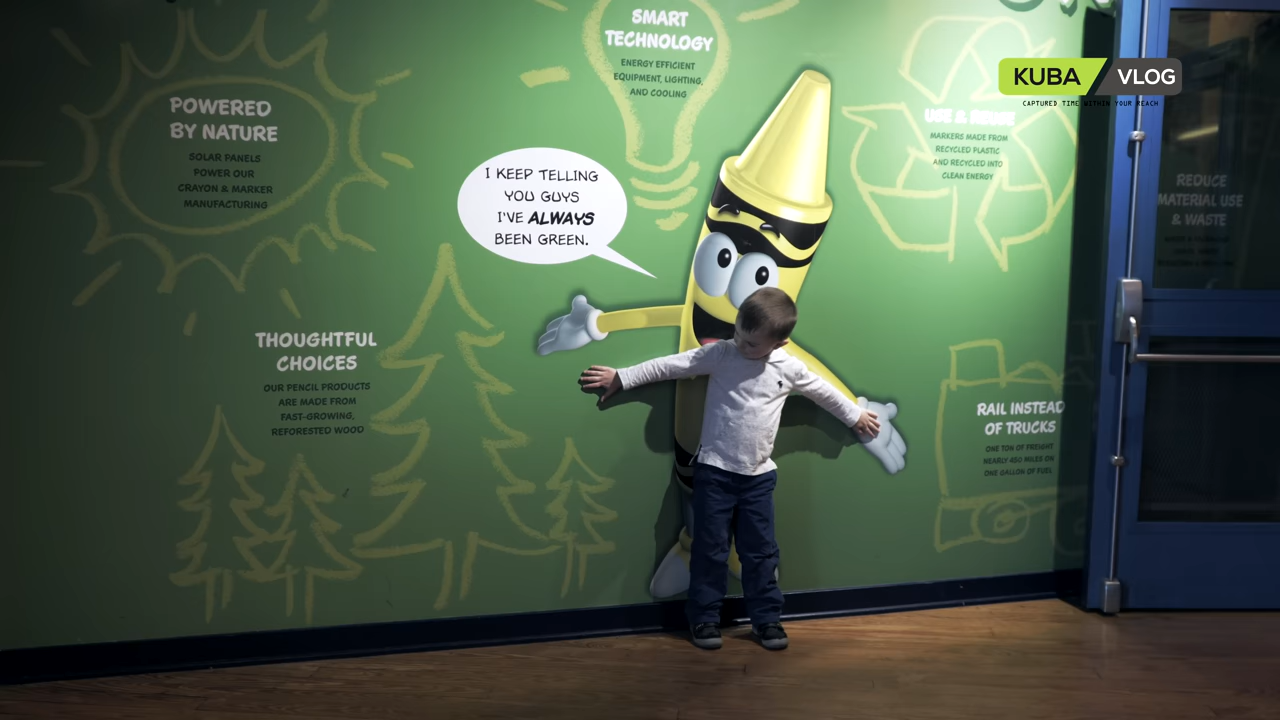 SMART
TECHNOLOGY
ENERGY EFFICIENT
EQUIPMENT, LIGHTING,
AND COOLING
KUBA VLOG
CAPTURED TIME WITHIN YOUR REACH
POWERED
BY NATURE
SOLAR PANELS
POWER OUR
CRAYON & MARKER
MANUFACTURING
I KEEP TELLING
YOU GUYS
I'VE ALWAYS
BEEN GREEN.
USE & REUSE
MARKERS MADE FROM
RECYCLED PLASTIC
AND RECYCLED INTO
CLEAN ENERGY
REDUCE
MATERIAL USE
& WASTE
THOUGHTFUL
CHOICES
OUR PENCIL PRODUCTS
ARE MADE FROM
FAST-GROWING,
REFORESTED WOOD
RAIL INSTEAD
OF TRUCKS
ONE TON OF FREIGHT
NEARLY 450 MILES ON
ONE GALLON OF FUEL